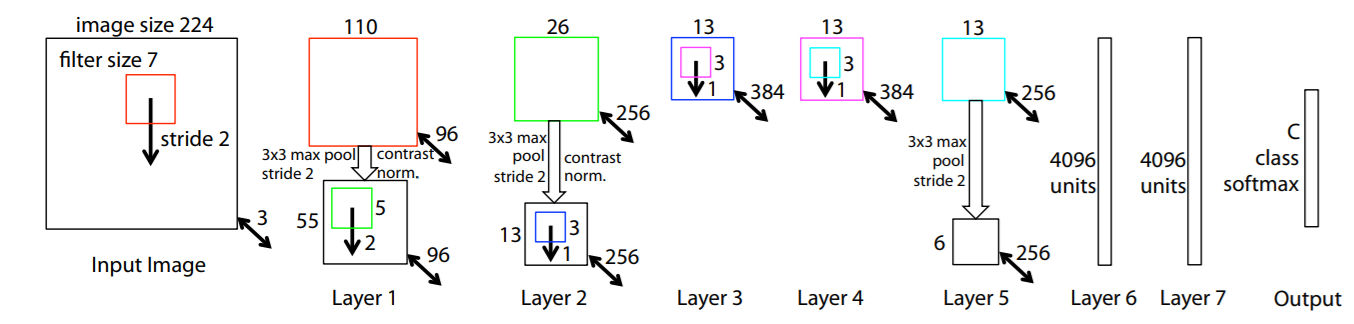 image size 224
filter size 7
stride 2
3
Input Image
110
96
3x3 max pool
stride 2
contrast
norm.
55
5
2
96
Layer 1
26
256
3x3 max
pool
stride 2
contrast
norm.
13
3
1
256
Layer 2
13
3
1
384
Layer 3
13
3
1
384
Layer 4
13
256
3x3 max
pool
stride 2
6
256
Layer 5
4096
units
Layer 6
4096
units
Layer 7
C
class
softmax
Output